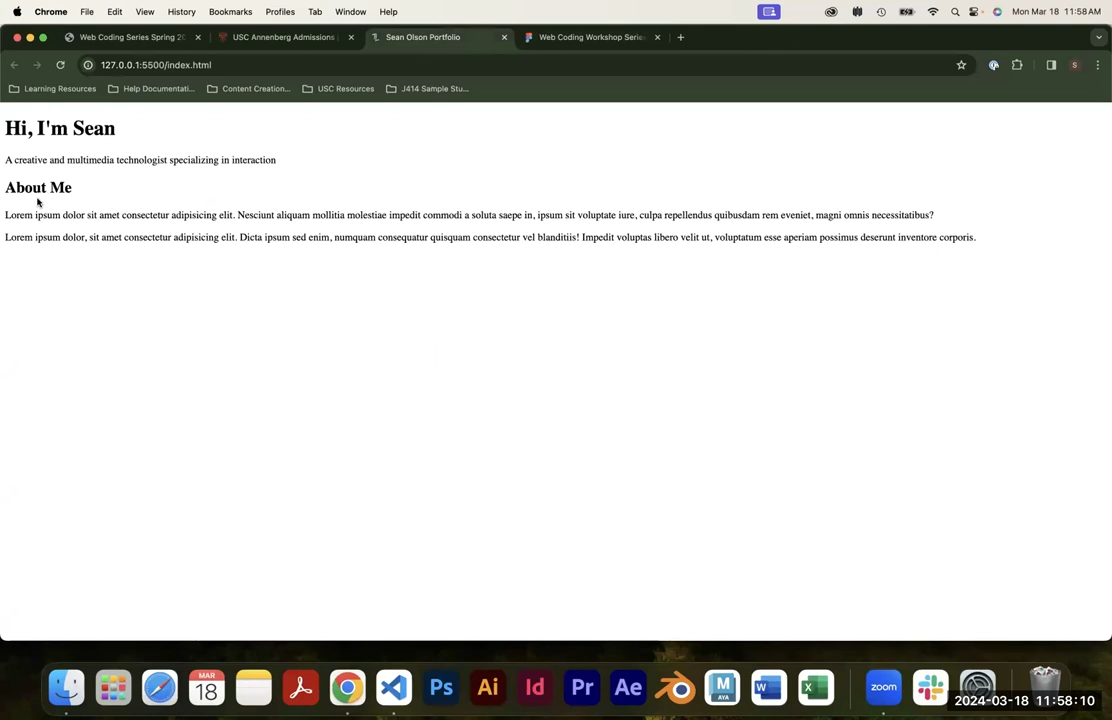 Chrome File Edit View History Bookmarks Profiles Tab Window Help Mon Mar 18 11:58 AM
Web Coding Series Spring 20 USC Annenberg Admissions Sean Olson Portfolio Web Coding Workshop Serie
127.0.0.1:5500/index.html S
Learning Resources Help Documentati... Content Creation... USC Resources J414 Sample Stu...
Hi, I'm Sean
A creative and multimedia technologist specializing in interaction
About Me
Lorem ipsum dolor sit amet consectetur adipisicing elit. Nesciunt aliquam mollitia molestiae impedit commodi a soluta saepe in, ipsum sit voluptate iure, culpa repellendus quibusdam rem eveniet, magni omnis necessitatibus?
Lorem ipsum dolor, sit amet consectetur adipisicing elit. Dicta ipsum sed enim, numquam consequatur quisquam consectetur vel blanditiis! Impedit voluptas libero velit ut, voluptatum esse aperiam possimus deserunt inventore corporis.
MAR
18 Ps Ai Id Pr Ae M AYA W zoom X
2024-03-18 11:58:10